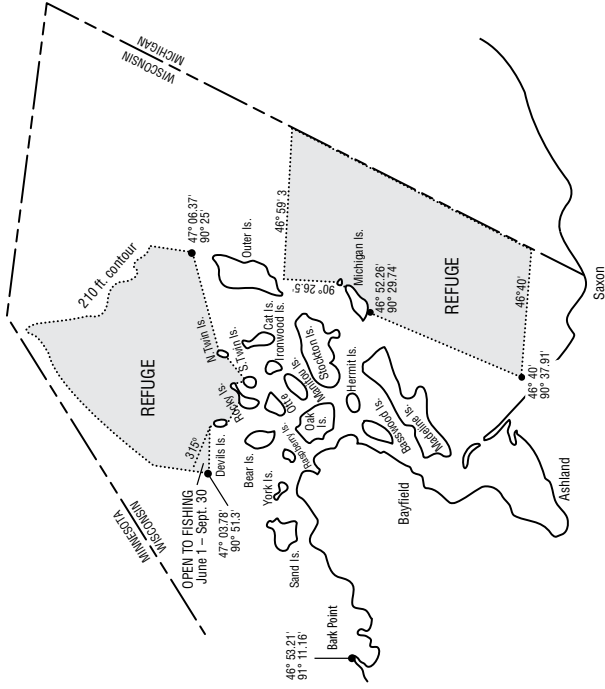 MICHIGAN
WISCONSIN
MINNESOTA
WISCONSIN
210 ft. contour
47° 06.37'
90° 25'
REFUGE
OPEN TO FISHING
June 1 – Sept. 30
47° 03.78'
90° 51.3'
315°
Devils Is.
Rocky Is.
N. Twin Is.
S. Twin Is.
Outer Is.
Cat Is.
Ironwood Is.
Bear Is.
Otte
Manitou Is.
Stockton Is.
Raspberry Is.
Oak
Is.
York Is.
Sand Is.
Hermit Is.
Basswood Is.
Madeline Is.
Michigan Is.
46° 59' 3
90° 26.5'
46° 52.26'
90° 29.74'
REFUGE
46°40'
46° 40'
90° 37.91'
Bayfield
Bark Point
46° 53.21'
91° 11.16'
Ashland
Saxon